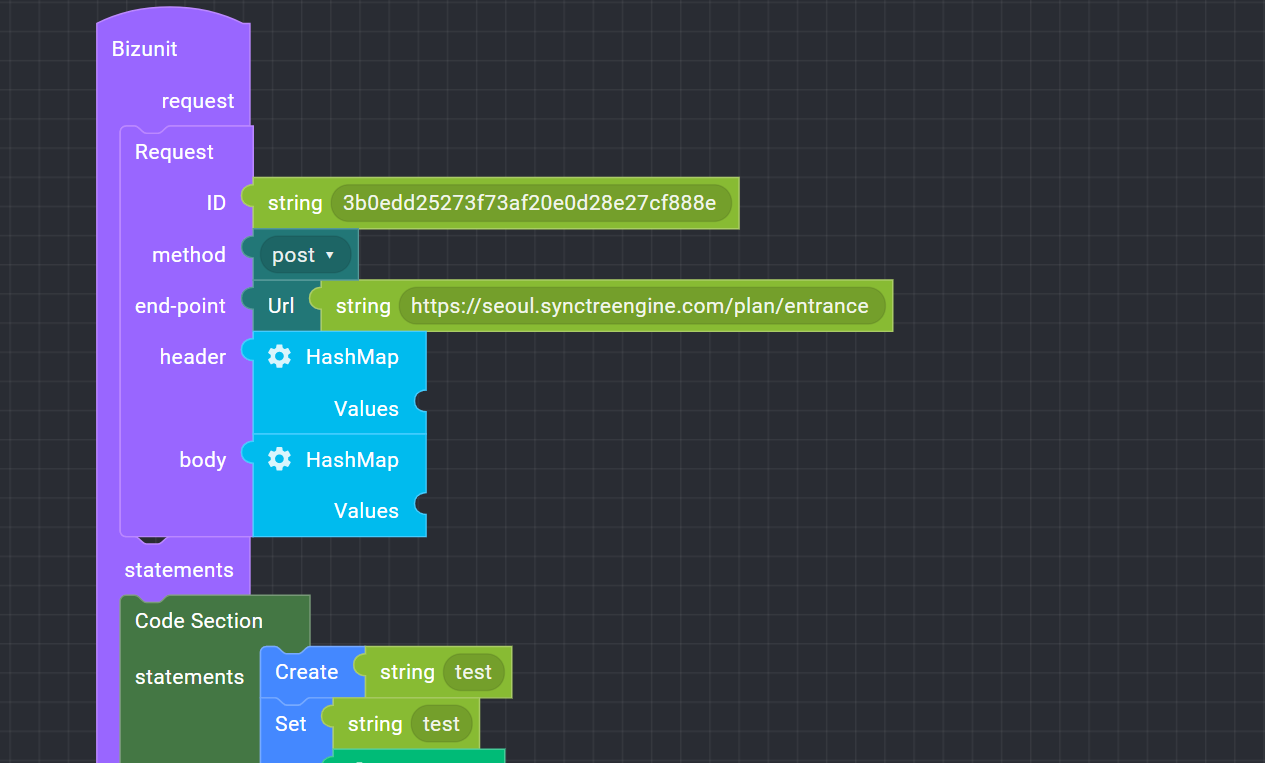 Bizunit
request
Request
ID string 3b0edd25273f73af20e0d28e27cf888e
method post
end-point Url string https://seoul.synctreengine.com/plan/entrance
header HashMap
Values
body HashMap
Values
statements
Code Section
statements Create string test
Set string test